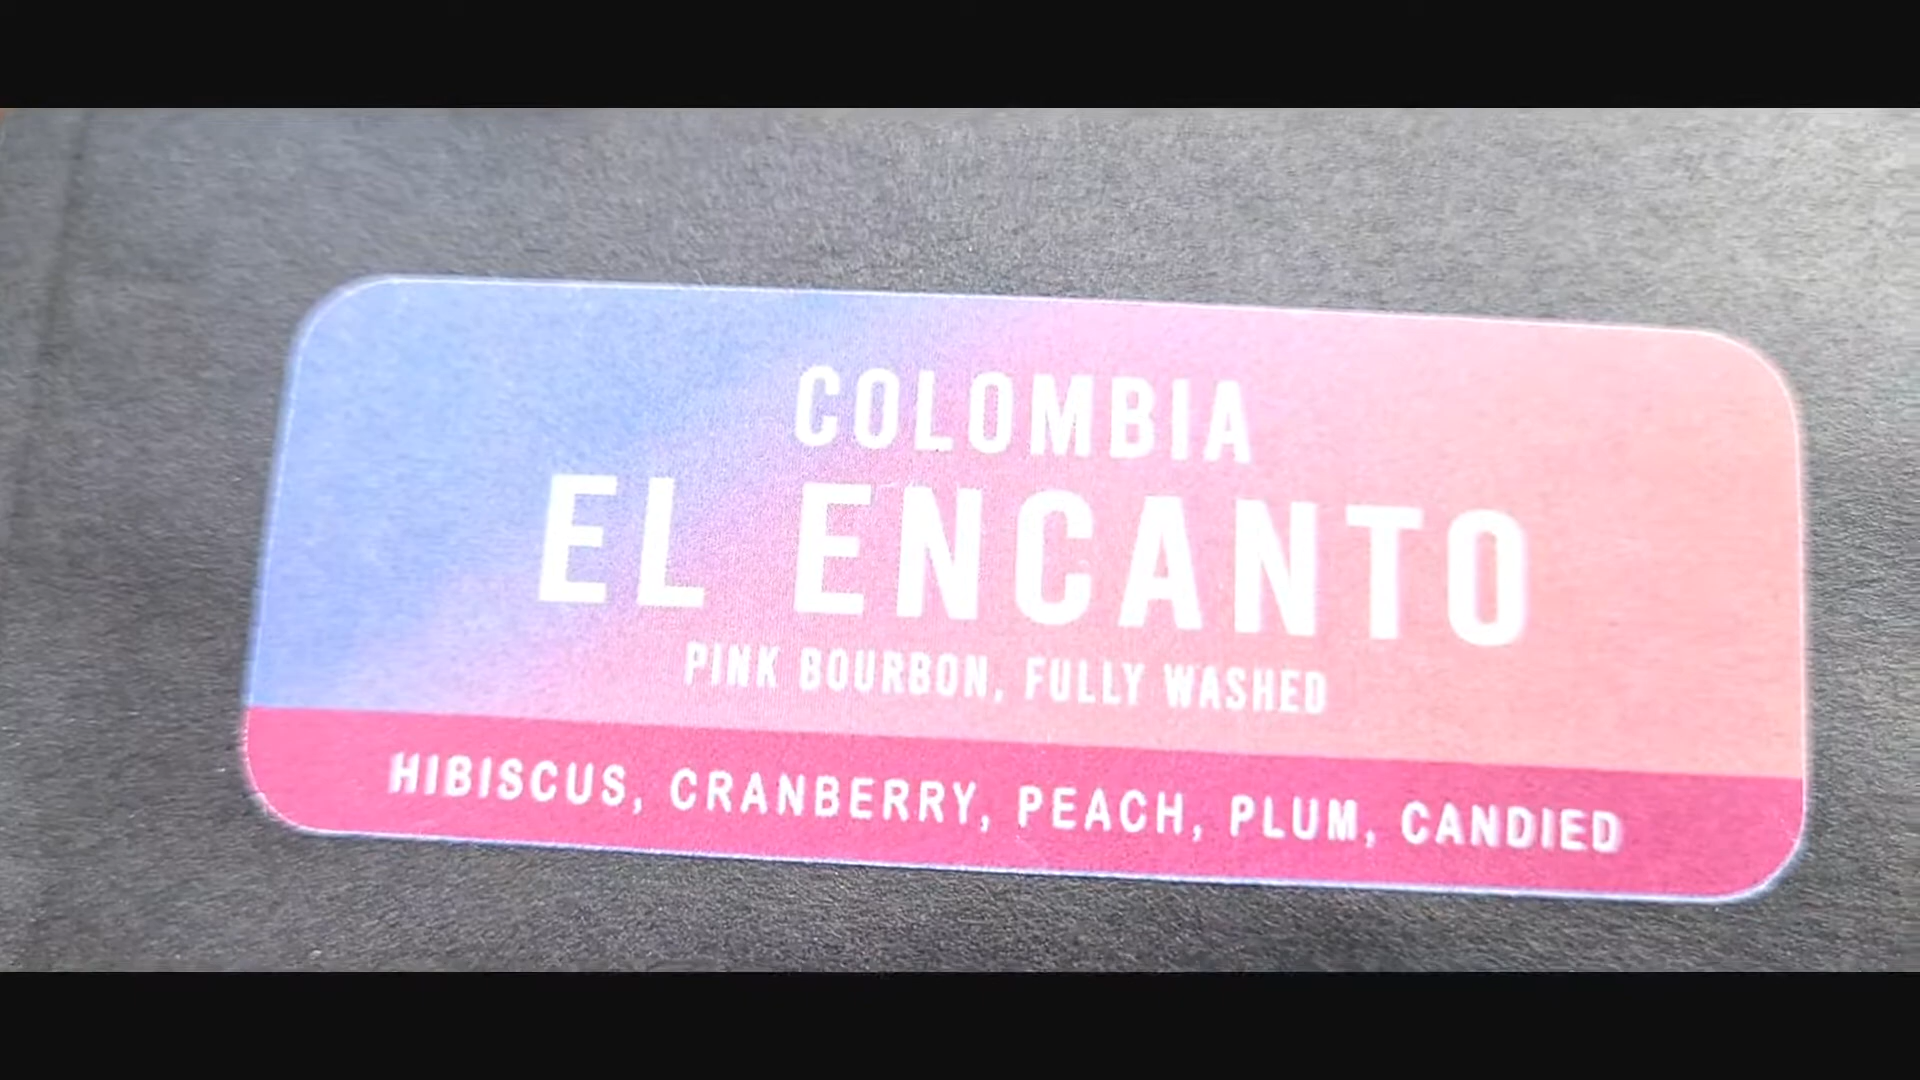 COLOMBIA
EL ENCANTO
PINK BOURBON, FULLY WASHED
HIBISCUS, CRANBERRY, PEACH, PLUM, CANDIED